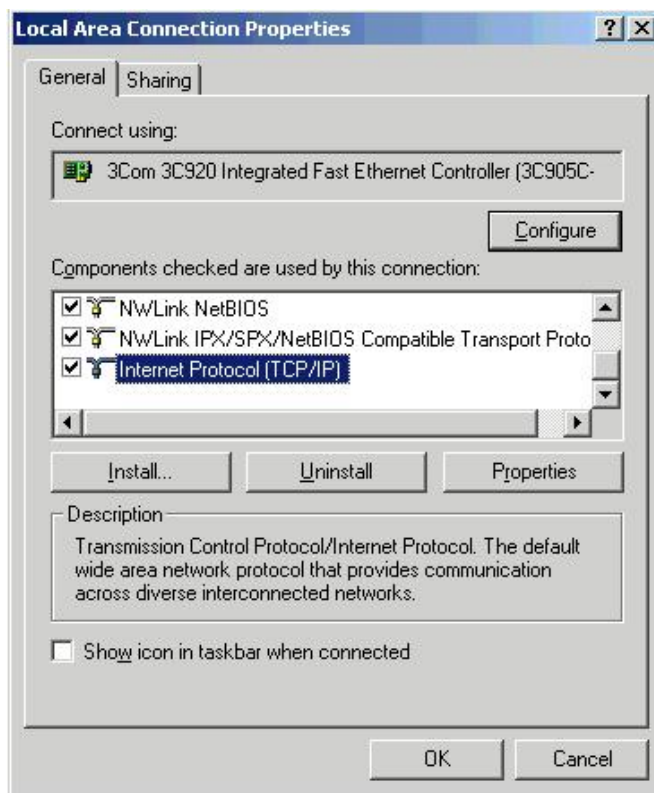 Local Area Connection Properties
General
Sharing
Connect using:
3Com 3C920 Integrated Fast Ethernet Controller (3C905C-
Configure
Components checked are used by this connection:
NWLink NetBIOS
NWLink IPX/SPX/NetBIOS Compatible Transport Proto
Internet Protocol (TCP/IP)
Install...
Uninstall
Properties
Description
Transmission Control Protocol/Internet Protocol. The default
wide area network protocol that provides communication
across diverse interconnected networks.
Show icon in taskbar when connected
OK
Cancel